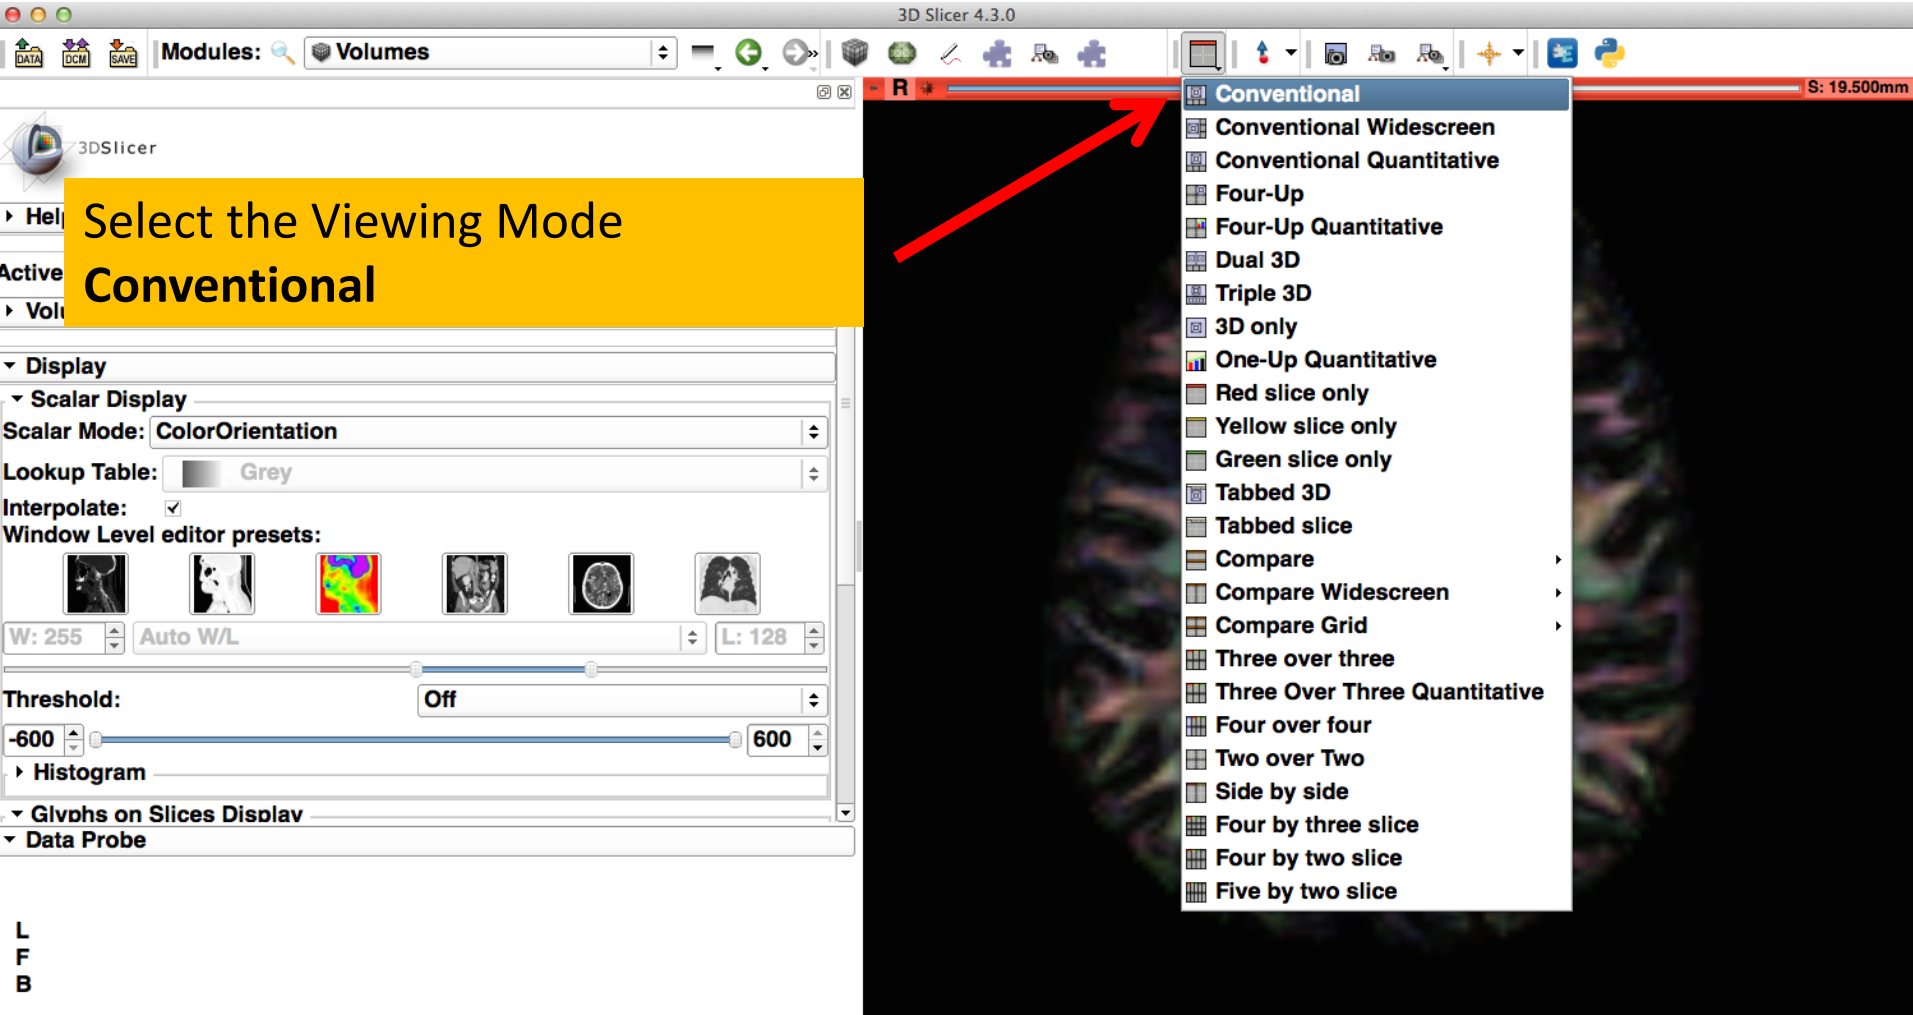 3D Slicer 4.3.0
DATA DCM SAVE Modules: Volumes
R S: 19.500mm
3DSlicer
Select the Viewing Mode
Conventional
Active
Display
Scalar Display
Scalar Mode: ColorOrientation
Lookup Table: Grey
Interpolate:
Window Level editor presets:
W: 255 Auto W/L L: 128
Threshold: Off
-600 600
Histogram
Glyphs on Slices Display
Data Probe
L
F
B
Conventional
Conventional Widescreen
Conventional Quantitative
Four-Up
Four-Up Quantitative
Dual 3D
Triple 3D
3D only
One-Up Quantitative
Red slice only
Yellow slice only
Green slice only
Tabbed 3D
Tabbed slice
Compare
Compare Widescreen
Compare Grid
Three over three
Three Over Three Quantitative
Four over four
Two over Two
Side by side
Four by three slice
Four by two slice
Five by two slice